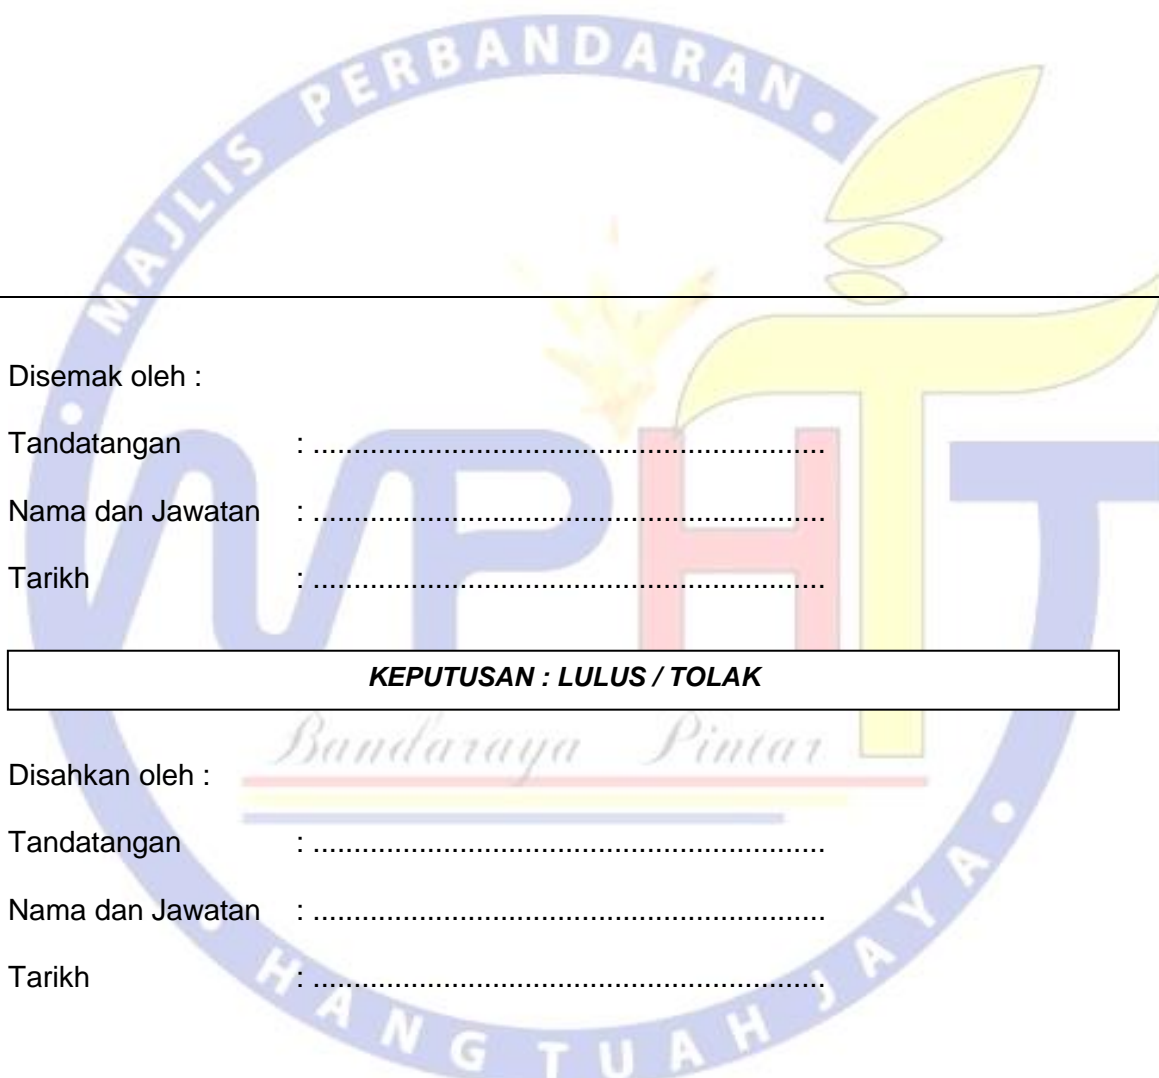 MAJLIS PERBANDARAN
Disemak oleh :
Tandatangan : ...............................................................
Nama dan Jawatan : ...............................................................
Tarikh : ...............................................................
MPHTJ
KEPUTUSAN : LULUS / TOLAK
Bandaraya Pintar
Disahkan oleh :
Tandatangan : ...............................................................
Nama dan Jawatan : ...............................................................
Tarikh : ...............................................................
HANG TUAH JAYA